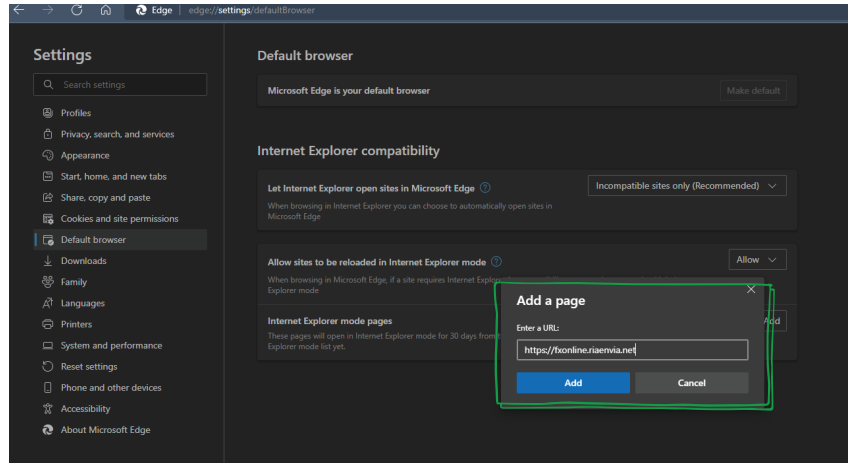 Edge edge://settings/defaultBrowser
Settings
Search settings
Profiles
Privacy, search, and services
Appearance
Start, home, and new tabs
Share, copy and paste
Cookies and site permissions
Default browser
Downloads
Family
Languages
Printers
System and performance
Reset settings
Phone and other devices
Accessibility
About Microsoft Edge
Default browser
Microsoft Edge is your default browser
Make default
Internet Explorer compatibility
Let Internet Explorer open sites in Microsoft Edge
Incompatible sites only (Recommended)
When browsing in Internet Explorer you can choose to automatically open sites in
Microsoft Edge
Allow sites to be reloaded in Internet Explorer mode
Allow
When browsing in Microsoft Edge, if a site requires Internet
Explorer mode
Internet Explorer mode pages
Add
These pages will open in Internet Explorer mode for 30 days from
Explorer mode list yet.
Add a page
Enter a URL:
https://fxonline.riaenvia.net
Add
Cancel